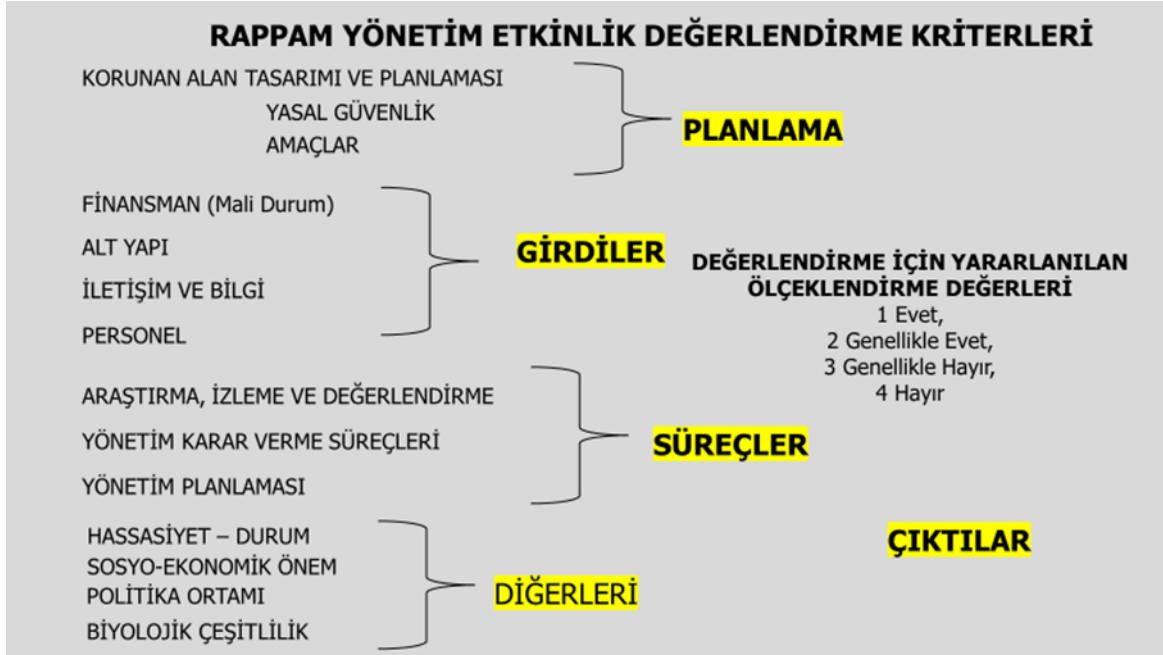 RAPPAM YÖNETİM ETKİNLİK DEĞERLENDİRME KRİTERLERİ
KORUNAN ALAN TASARIMI VE PLANLAMASI
YASAL GÜVENLİK
AMAÇLAR
PLANLAMA
FİNANSMAN (Mali Durum)
ALT YAPI
İLETİŞİM VE BİLGİ
PERSONEL
GİRDİLER
DEĞERLENDİRME İÇİN YARARLANILAN
ÖLÇEKLENDİRME DEĞERLERİ
1 Evet,
2 Genellikle Evet,
3 Genellikle Hayır,
4 Hayır
ARAŞTIRMA, İZLEME VE DEĞERLENDİRME
YÖNETİM KARAR VERME SÜREÇLERİ
YÖNETİM PLANLAMASI
SÜREÇLER
HASSASİYET – DURUM
SOSYO-EKONOMİK ÖNEM
POLİTİKA ORTAMI
BİYOLOJİK ÇEŞİTLİLİK
DİĞERLERİ
ÇIKTILAR